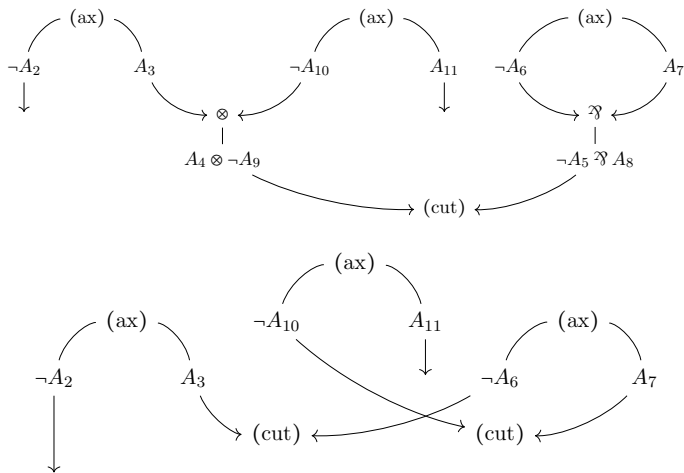 (ax) (ax) (ax)
¬A₂ A₃ ¬A₁₀ A₁₁ ¬A₆ A₇
⊗ ⅋
A₄ ⊗ ¬A₉ ¬A₅ ⅋ A₈
(cut)
(ax)
(ax) ¬A₁₀ A₁₁ (ax)
¬A₂ A₃ ¬A₆ A₇
(cut) (cut)